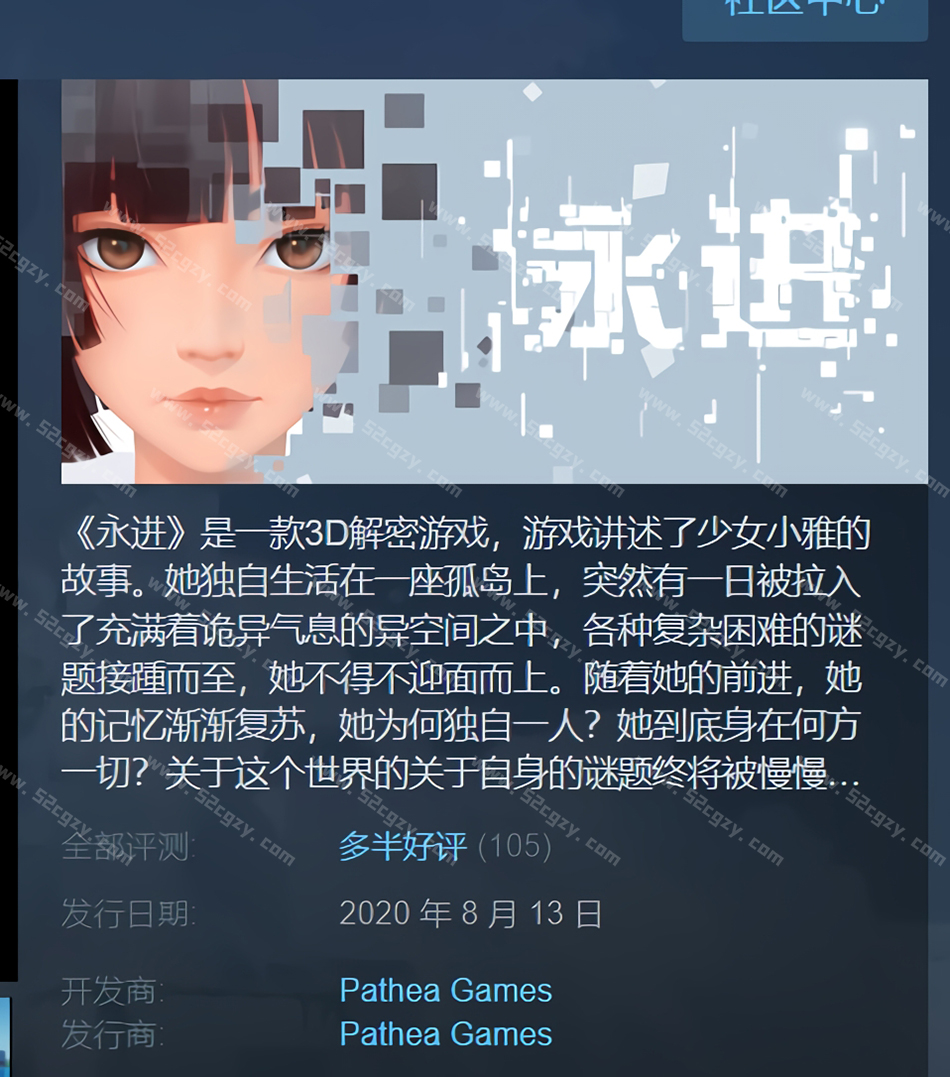 社区中心
永进
《永进》是一款3D解密游戏，游戏讲述了少女小雅的
故事。她独自生活在一座孤岛上，突然有一日被拉入
了充满着诡异气息的异空间之中，各种复杂困难的谜
题接踵而至，她不得不迎面而上。随着她的前进，她
的记忆渐渐复苏，她为何独自一人？她到底身在何方
一切？关于这个世界的关于自身的谜题终将被慢慢...
全部评测: 多半好评 (105)
发行日期: 2020 年 8 月 13 日
开发商: Pathea Games
发行商: Pathea Games
www.52cgzy.com